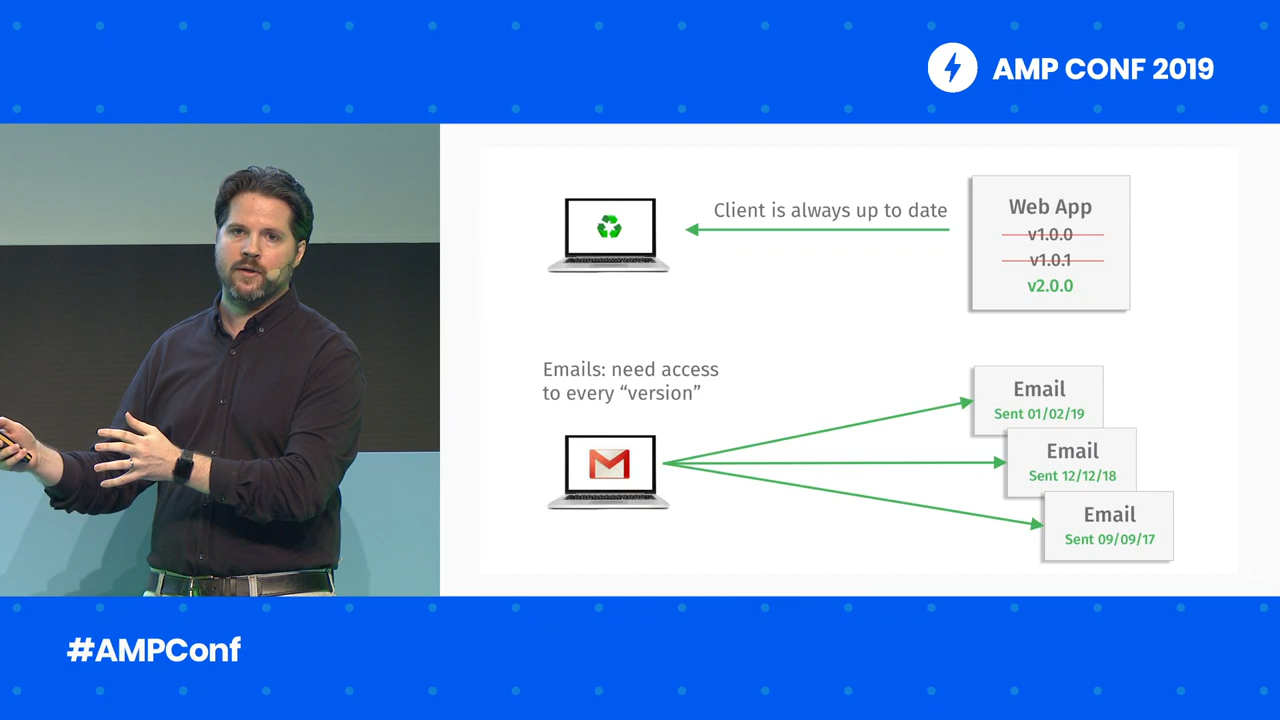 AMP CONF 2019
Client is always up to date
Web App
v1.0.0
v1.0.1
v2.0.0
Emails: need access
to every “version”
Email
Sent 01/02/19
Email
Sent 12/12/18
Email
Sent 09/09/17
#AMPConf